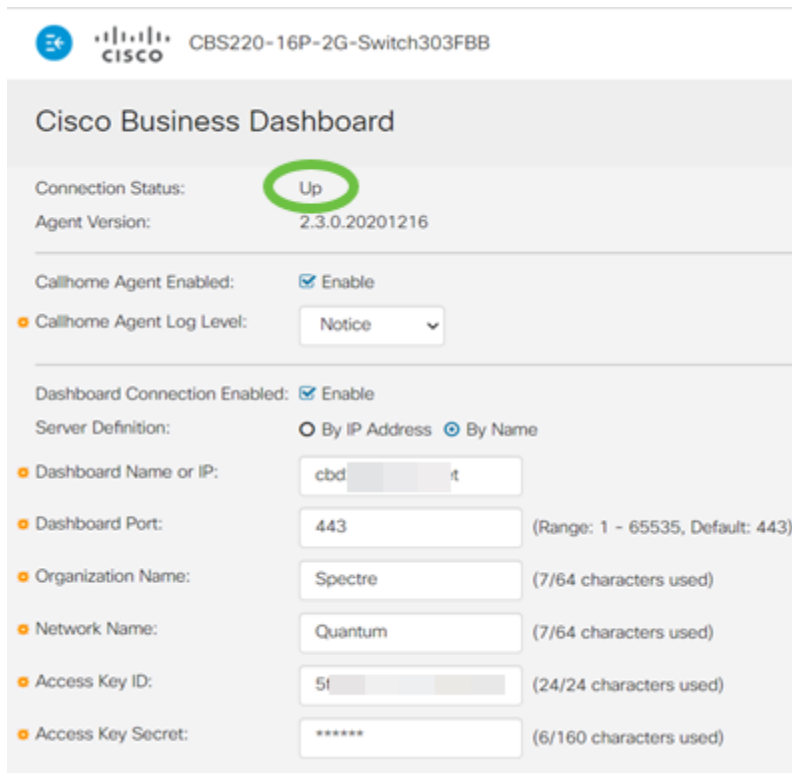 CISCO CBS220-16P-2G-Switch303FBB
Cisco Business Dashboard
Connection Status: Up
Agent Version: 2.3.0.20201216
Callhome Agent Enabled: Enable
Callhome Agent Log Level: Notice
Dashboard Connection Enabled: Enable
Server Definition: By IP Address By Name
Dashboard Name or IP: cbd t
Dashboard Port: 443 (Range: 1 - 65535, Default: 443)
Organization Name: Spectre (7/64 characters used)
Network Name: Quantum (7/64 characters used)
Access Key ID: 5 (24/24 characters used)
Access Key Secret: ****** (6/160 characters used)